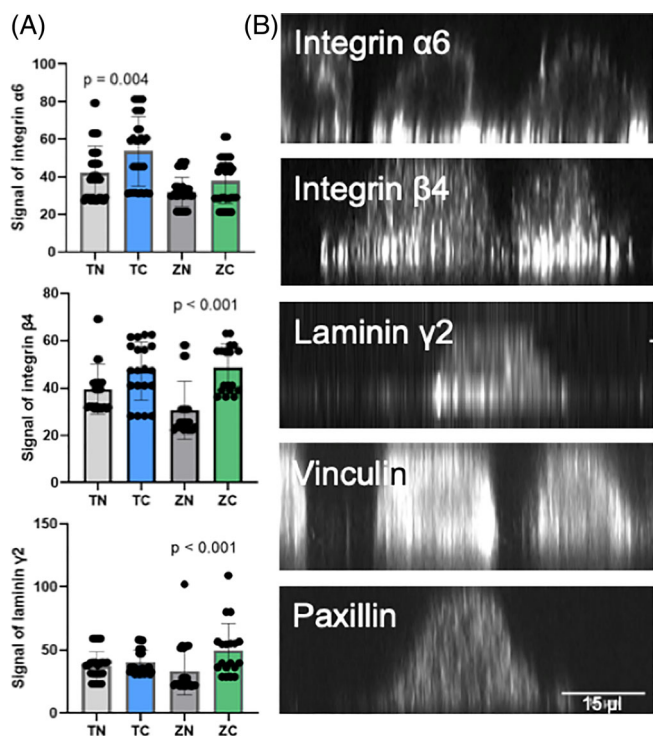 (A)
p = 0.004
Signal of integrin α6
100
80
60
40
20
0
TN TC ZN ZC
p < 0.001
Signal of integrin β4
80
60
40
20
0
TN TC ZN ZC
p < 0.001
Signal of laminin γ2
150
100
50
0
TN TC ZN ZC
(B)
Integrin α6
Integrin β4
Laminin γ2
Vinculin
Paxillin
15 µl